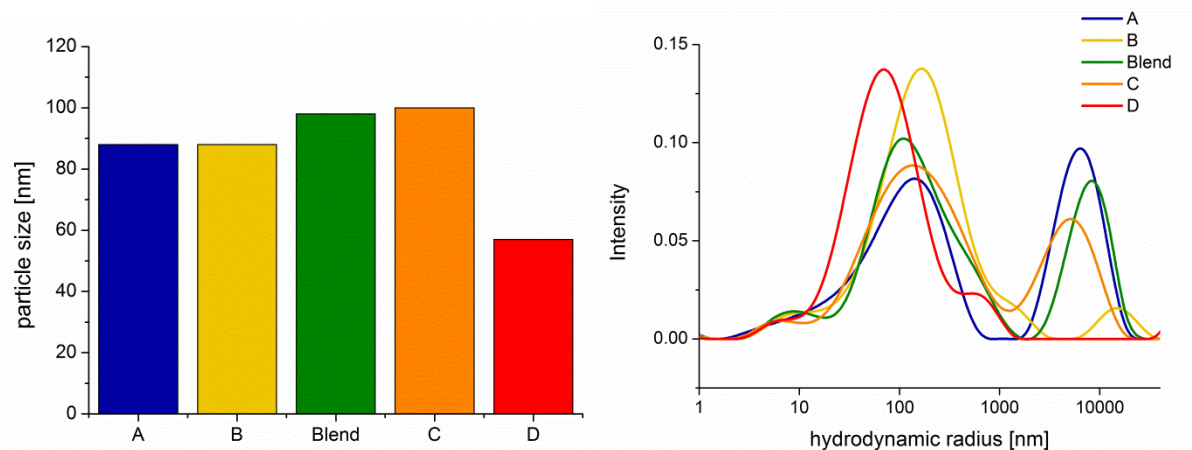 particle size [nm]
120
100
80
60
40
20
0
A B Blend C D
A
B
Blend
C
D
Intensity
0.15
0.10
0.05
0.00
1 10 100 1000 10000
hydrodynamic radius [nm]